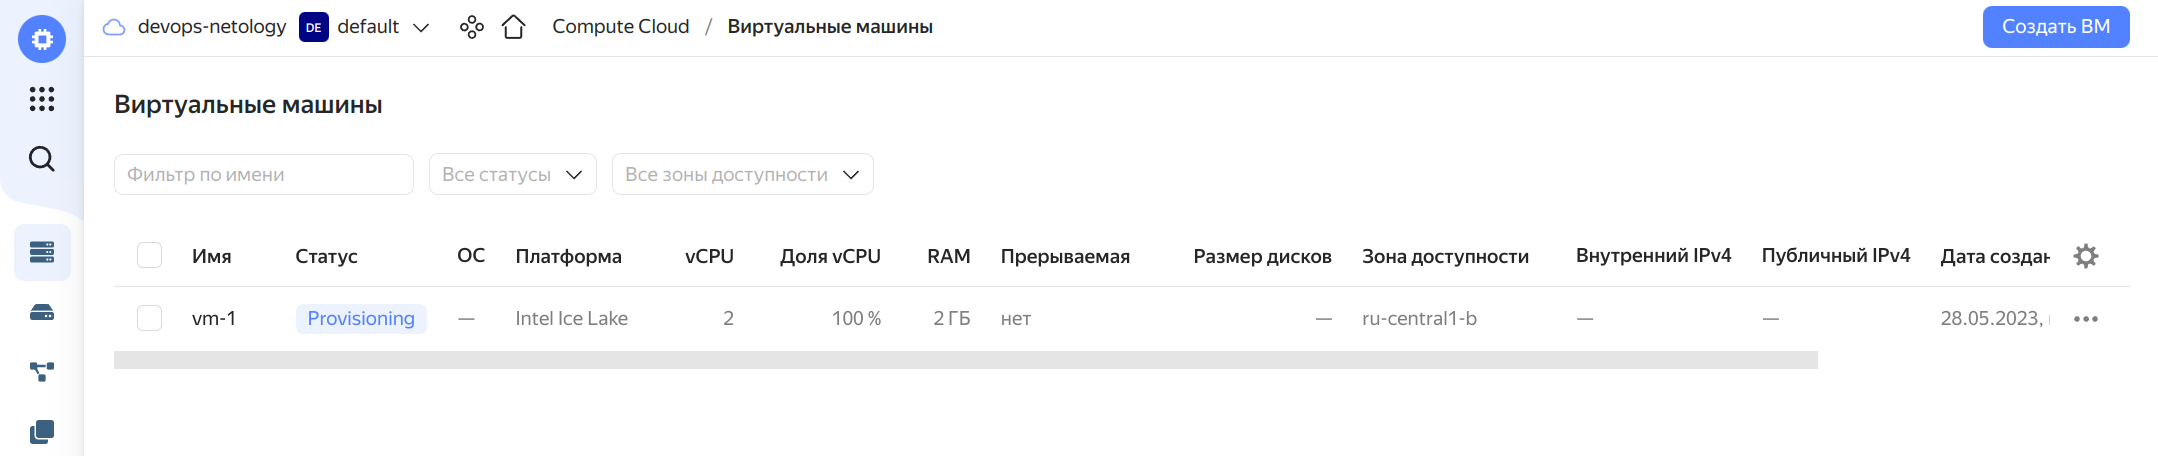 devops-netology DE default Compute Cloud / Виртуальные машины Создать ВМ
Виртуальные машины
Фильтр по имени Все статусы Все зоны доступности
Имя Статус ОС Платформа vCPU Доля vCPU RAM Прерываемая Размер дисков Зона доступности Внутренний IPv4 Публичный IPv4 Дата создан
vm-1 Provisioning — Intel Ice Lake 2 100 % 2 ГБ нет — ru-central1-b — — 28.05.2023,